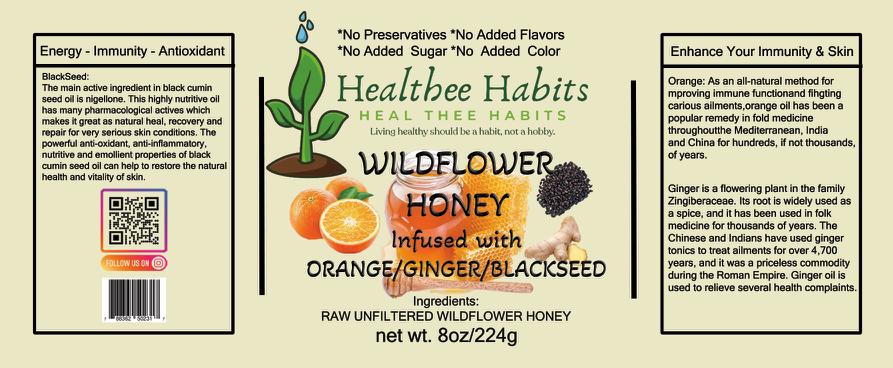 Energy - Immunity - Antioxidant
BlackSeed:
The main active ingredient in black cumin
seed oil is nigellone. This highly nutritive oil
has many pharmacological actives which
makes it great as natural heal, recovery and
repair for very serious skin conditions. The
powerful anti-oxidant, anti-inflammatory,
nutritive and emollient properties of black
cumin seed oil can help to restore the natural
health and vitality of skin.
FOLLOW US ON
7 88362 50231 7
*No Preservatives *No Added Flavors
*No Added Sugar *No Added Color
Healthee Habits
HEAL THEE HABITS
Living healthy should be a habit, not a hobby.
WILDFLOWER
HONEY
Infused with
ORANGE/GINGER/BLACKSEED
Ingredients:
RAW UNFILTERED WILDFLOWER HONEY
net wt. 8oz/224g
Enhance Your Immunity & Skin
Orange: As an all-natural method for
mproving immune functionand fihgting
carious ailments,orange oil has been a
popular remedy in fold medicine
throughoutthe Mediterranean, India
and China for hundreds, if not thousands,
of years.
Ginger is a flowering plant in the family
Zingiberaceae. Its root is widely used as
a spice, and it has been used in folk
medicine for thousands of years. The
Chinese and Indians have used ginger
tonics to treat ailments for over 4,700
years, and it was a priceless commodity
during the Roman Empire. Ginger oil is
used to relieve several health complaints.